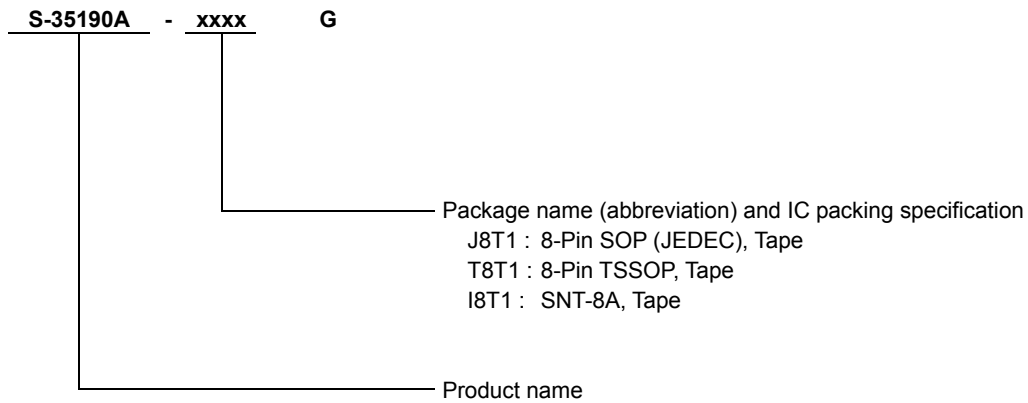 S-35190A - xxxx G
Package name (abbreviation) and IC packing specification
J8T1 : 8-Pin SOP (JEDEC), Tape
T8T1 : 8-Pin TSSOP, Tape
I8T1 : SNT-8A, Tape
Product name